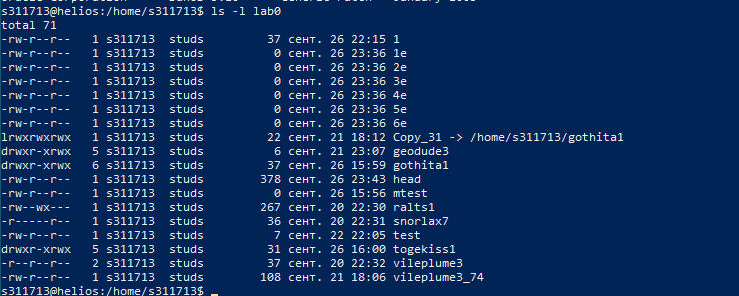 s311713@helios:/home/s311713$ ls -l lab0
total 71
-rw-r--r-- 1 s311713 studs 37 сент. 26 22:15 1
-rw-r--r-- 1 s311713 studs 0 сент. 26 23:36 1e
-rw-r--r-- 1 s311713 studs 0 сент. 26 23:36 2e
-rw-r--r-- 1 s311713 studs 0 сент. 26 23:36 3e
-rw-r--r-- 1 s311713 studs 0 сент. 26 23:36 4e
-rw-r--r-- 1 s311713 studs 0 сент. 26 23:36 5e
-rw-r--r-- 1 s311713 studs 0 сент. 26 23:36 6e
lrwxrwxrwx 1 s311713 studs 22 сент. 21 18:12 Copy_31 -> /home/s311713/gothita1
drwxr-xrwx 5 s311713 studs 6 сент. 21 23:07 geodude3
drwxr-xrwx 6 s311713 studs 37 сент. 26 15:59 gothita1
-rw-r--r-- 1 s311713 studs 378 сент. 26 23:43 head
-rw-r--r-- 1 s311713 studs 0 сент. 26 15:56 mtest
-rw--wx--- 1 s311713 studs 267 сент. 20 22:30 ralts1
-r-----r-- 1 s311713 studs 36 сент. 20 22:31 snorlax7
-rw-r--r-- 1 s311713 studs 7 сент. 22 22:05 test
drwxr-xrwx 5 s311713 studs 31 сент. 26 16:00 togekiss1
-r--r--r-- 2 s311713 studs 37 сент. 20 22:32 vileplume3
-rw-r--r-- 1 s311713 studs 108 сент. 21 18:06 vileplume3_74
s311713@helios:/home/s311713$